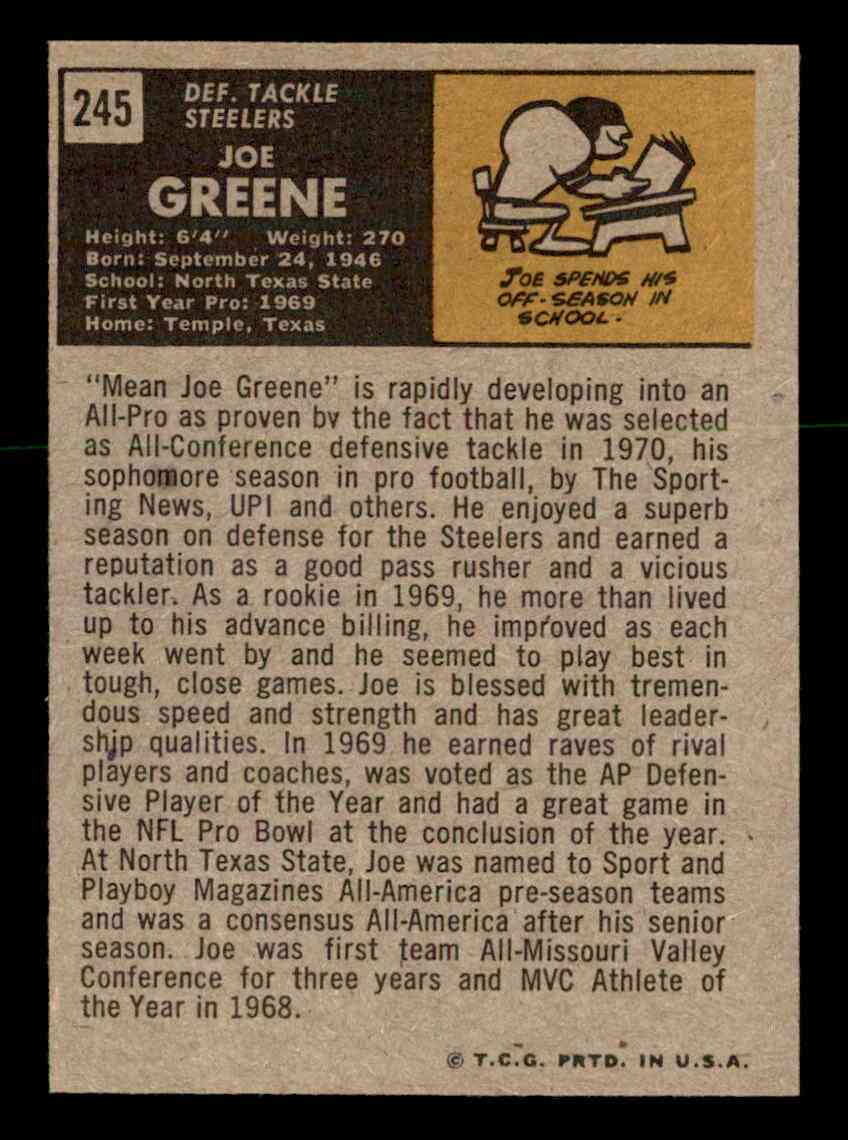 245
DEF. TACKLE
STEELERS
JOE
GREENE
Height: 6'4" Weight: 270
Born: September 24, 1946
School: North Texas State
First Year Pro: 1969
Home: Temple, Texas
JOE SPENDS HIS
OFF-SEASON IN
SCHOOL.
"Mean Joe Greene" is rapidly developing into an
All-Pro as proven by the fact that he was selected
as All-Conference defensive tackle in 1970, his
sophomore season in pro football, by The Sport-
ing News, UPI and others. He enjoyed a superb
season on defense for the Steelers and earned a
reputation as a good pass rusher and a vicious
tackler. As a rookie in 1969, he more than lived
up to his advance billing, he improved as each
week went by and he seemed to play best in
tough, close games. Joe is blessed with tremen-
dous speed and strength and has great leader-
ship qualities. In 1969 he earned raves of rival
players and coaches, was voted as the AP Defen-
sive Player of the Year and had a great game in
the NFL Pro Bowl at the conclusion of the year.
At North Texas State, Joe was named to Sport and
Playboy Magazines All-America pre-season teams
and was a consensus All-America after his senior
season. Joe was first team All-Missouri Valley
Conference for three years and MVC Athlete of
the Year in 1968.
© T.C.G. PRTD. IN U.S.A.